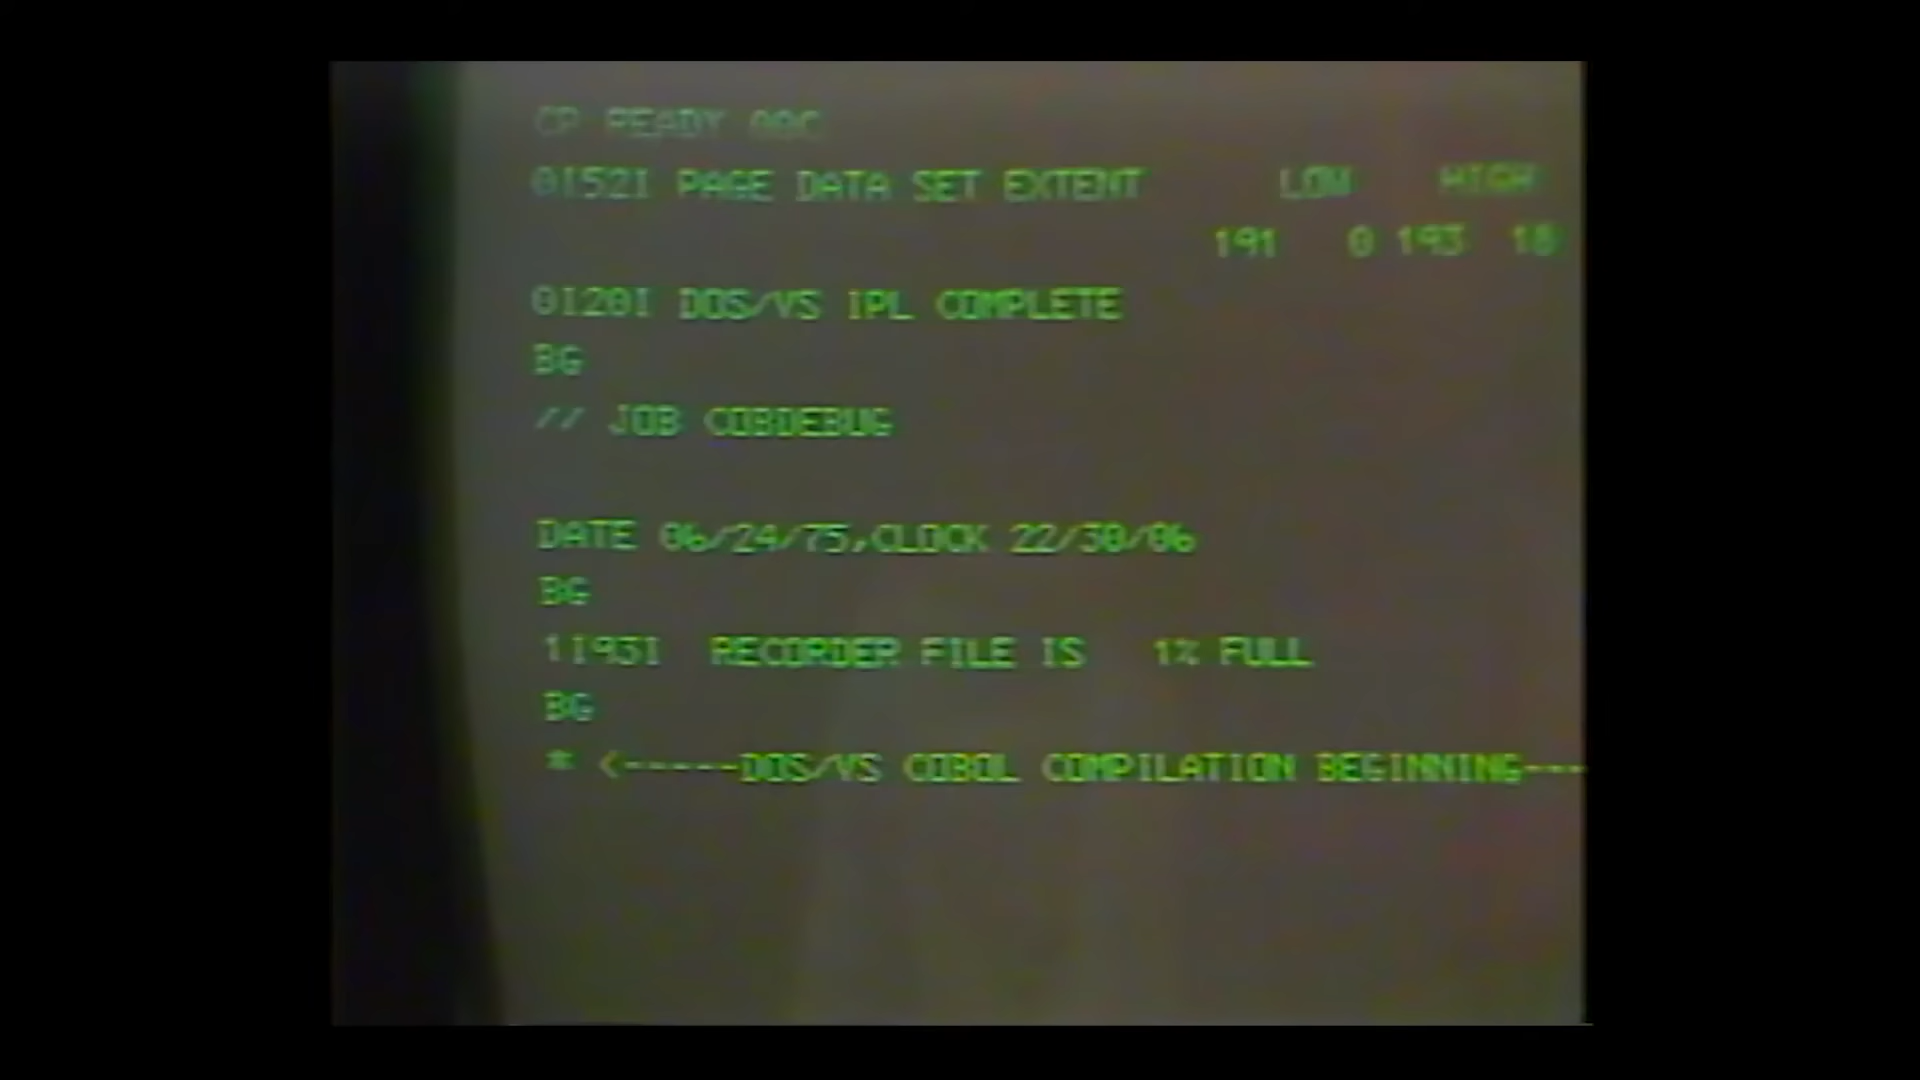 CP READY 00C
0I52I PAGE DATA SET EXTENT LOW HIGH
191 0 193 18
0I20I DOS/VS IPL COMPLETE
BG
// JOB COBDEBUG
DATE 06/24/75,CLOCK 22/30/06
BG
1I93I RECORDER FILE IS 1% FULL
BG
* <-----DOS/VS COBOL COMPILATION BEGINNING---